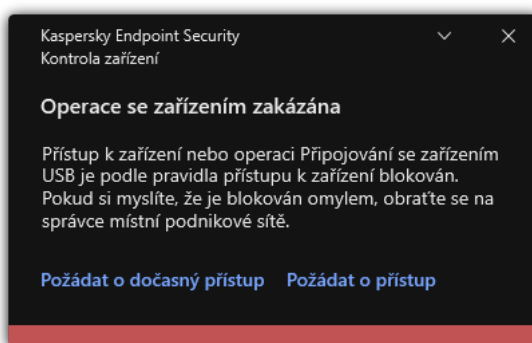 Kaspersky Endpoint Security
Kontrola zařízení
Operace se zařízením zakázána
Přístup k zařízení nebo operaci Připojování se zařízením
USB je podle pravidla přístupu k zařízení blokován.
Pokud si myslíte, že je blokován omylem, obraťte se na
správce místní podnikové sítě.
Požádat o dočasný přístup Požádat o přístup